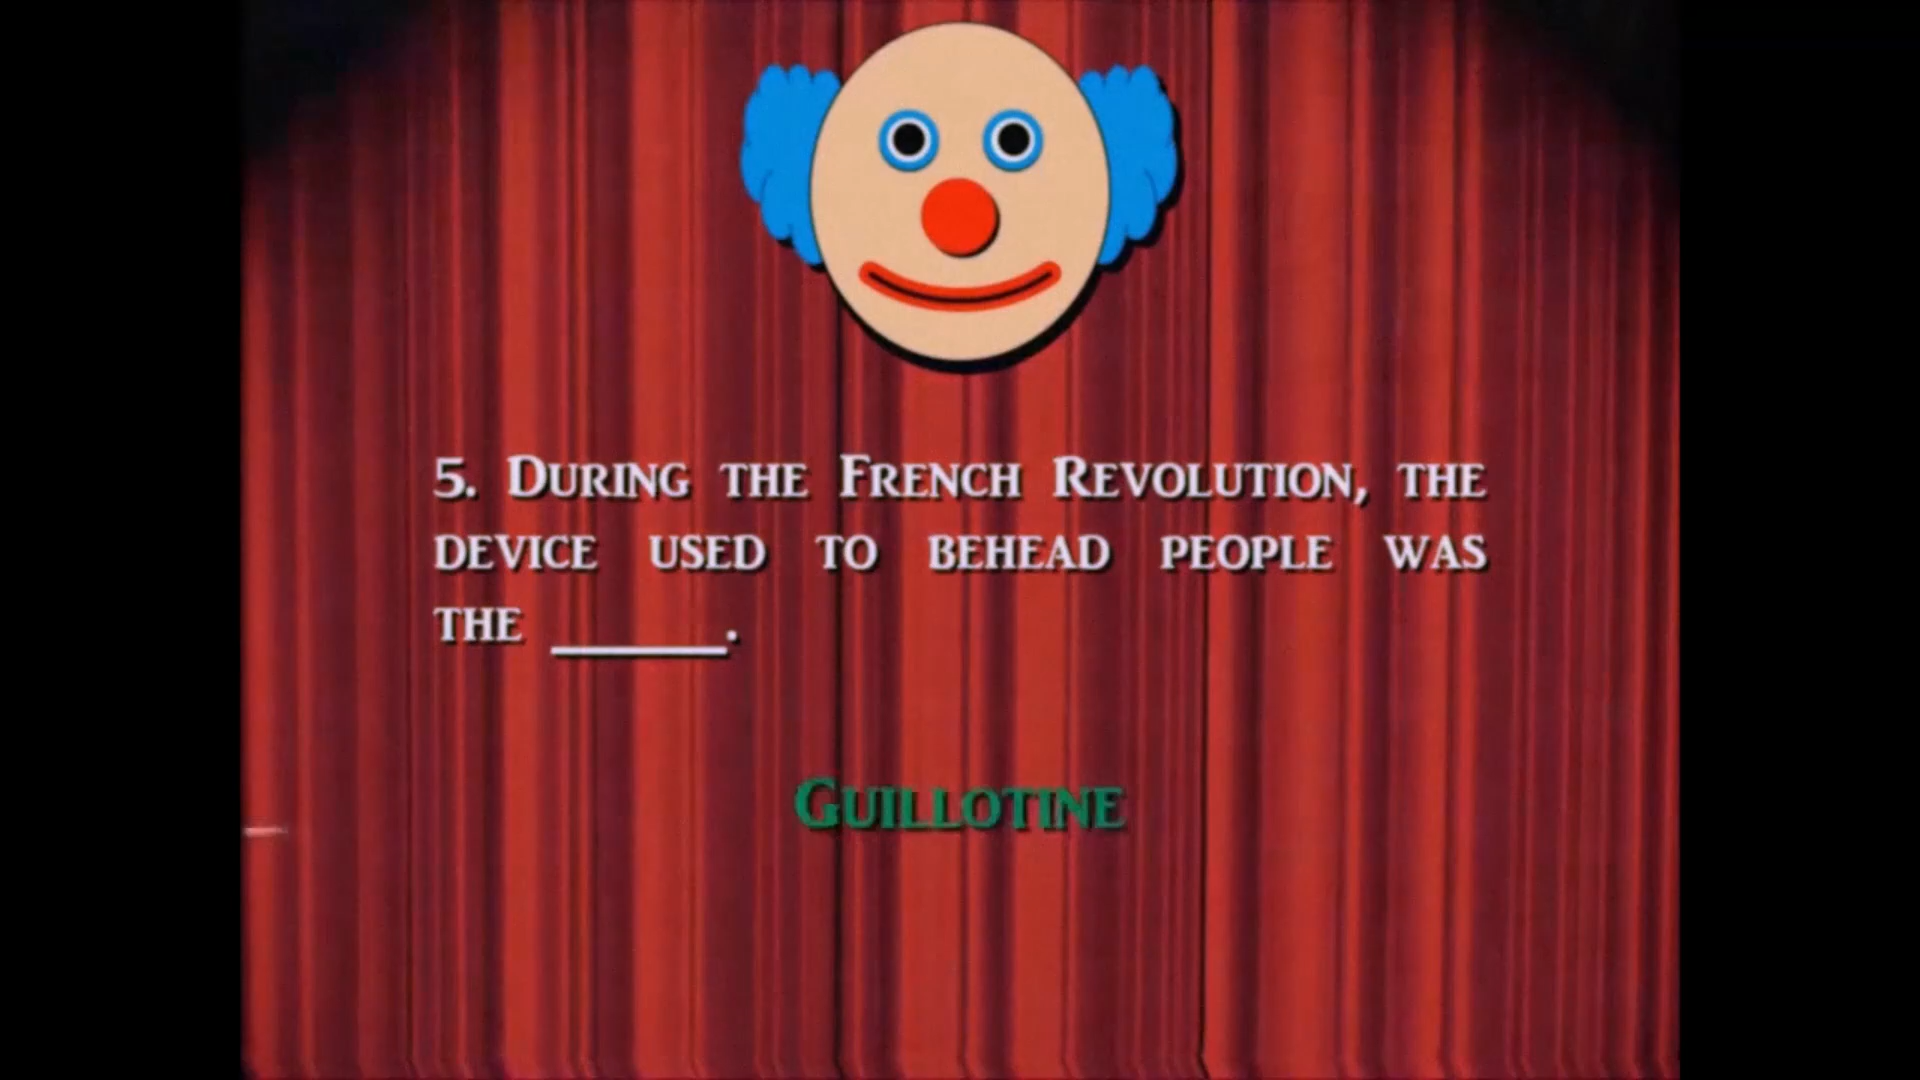 5. During the French Revolution, the
device used to behead people was
the ______.
Guillotine